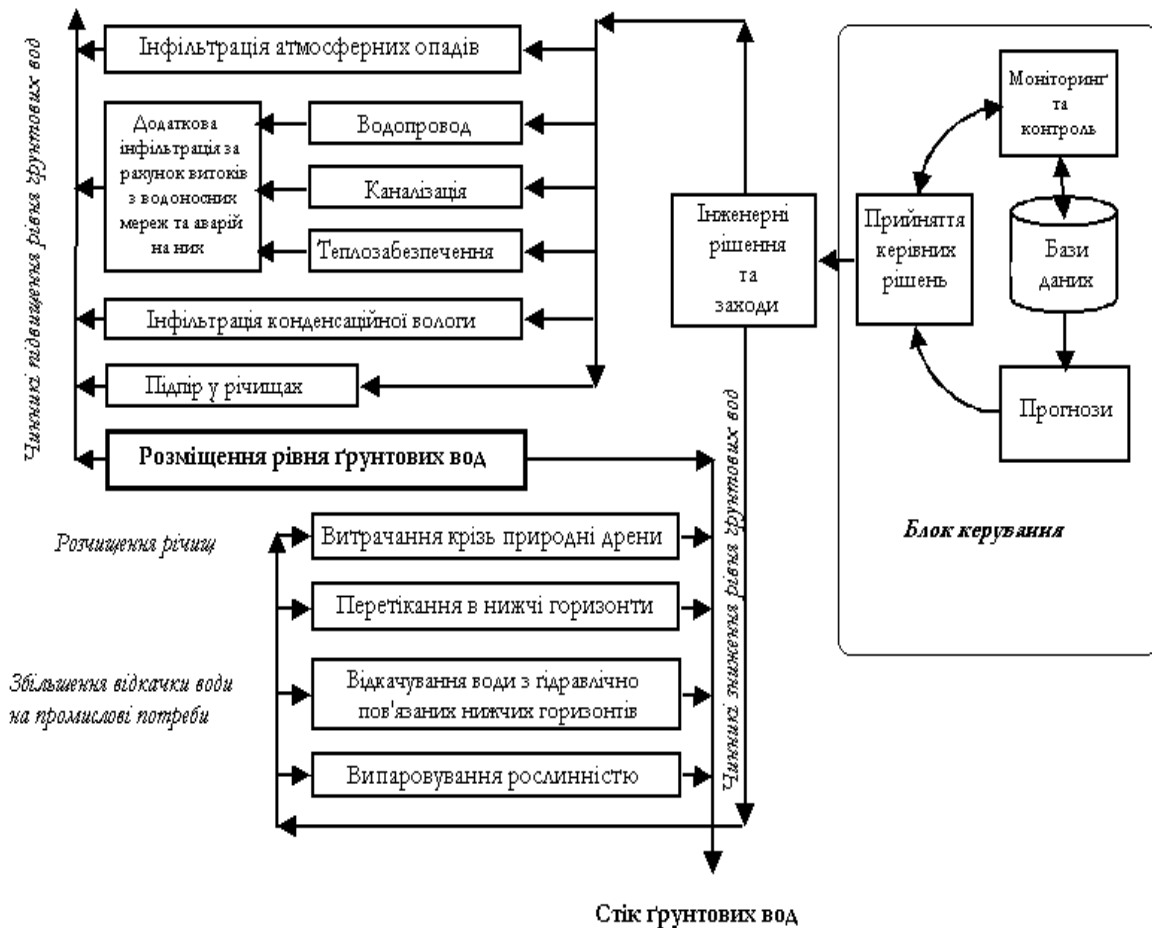 Чинникі підвищення рівня ґрунтових вод
Інфільтрація атмосферних опадів
Додаткова
інфільтрація за
рахунок витоків
з водоносних
мереж та аварій
на них
Водопровод
Каналізація
Теплозабезпечення
Інфільтрація конденсаційної вологи
Підпір у річищах
Розміщення рівня ґрунтових вод
Розчищення річищ
Витрачання крізь природні дрени
Перетікання в нижчі горизонти
Збільшення відкачки води
на промислові потреби
Відкачування води з гідравлічно
пов'язаних нижчих горизонтів
Випаровування рослинністю
Чинникі зниження рівня ґрунтових вод
Стік ґрунтових вод
Інженерні
рішення
та
заходи
Прийняття
керівних
рішень
Моніторинґ
та
контроль
Бази
даних
Прогнози
Блок керування